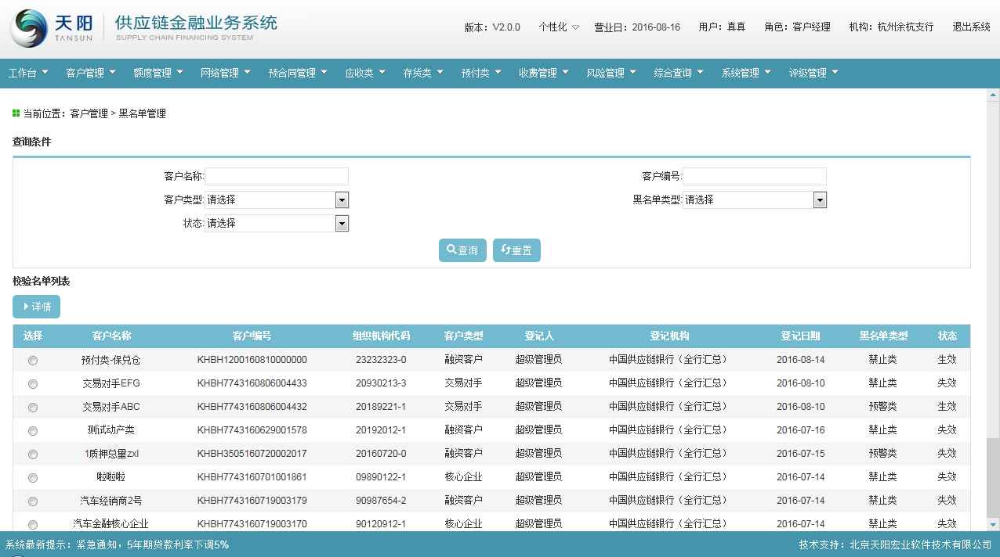 天阳 TANSUN 供应链金融业务系统 SUPPLY CHAIN FINANCING SYSTEM
版本：V2.0.0 个性化 营业日：2016-08-16 用户：真真 角色：客户经理 机构：杭州余杭支行 退出系统
工作台 客户管理 额度管理 网络管理 预合同管理 应收类 存货类 预付类 收费管理 风险管理 综合查询 系统管理 评级管理
当前位置：客户管理 > 黑名单管理
查询条件
客户名称: 客户编号:
客户类型: 请选择 黑名单类型: 请选择
状态: 请选择
查询 重置
校验名单列表
详情
选择 客户名称 客户编号 组织机构代码 客户类型 登记人 登记机构 登记日期 黑名单类型 状态
预付类-保兑仓 KHBH1200160810000000 23232323-0 融资客户 超级管理员 中国供应链银行（全行汇总） 2016-08-14 禁止类 生效
交易对手EFG KHBH7743160806004433 20930213-3 交易对手 超级管理员 中国供应链银行（全行汇总） 2016-08-10 禁止类 失效
交易对手ABC KHBH7743160806004432 20189221-1 交易对手 超级管理员 中国供应链银行（全行汇总） 2016-08-10 预警类 生效
测试动产类 KHBH7743160629001578 20192012-1 融资客户 超级管理员 中国供应链银行（全行汇总） 2016-07-16 禁止类 失效
1质押总量zxl KHBH3505160720002017 20160720-0 融资客户 超级管理员 中国供应链银行（全行汇总） 2016-07-15 预警类 失效
啦啦啦 KHBH7743160701001861 09890122-1 核心企业 超级管理员 中国供应链银行（全行汇总） 2016-07-14 禁止类 失效
汽车经销商2号 KHBH7743160719003179 90987654-2 融资客户 超级管理员 中国供应链银行（全行汇总） 2016-07-14 禁止类 失效
汽车金融核心企业 KHBH7743160719003170 90120912-1 核心企业 超级管理员 中国供应链银行（全行汇总） 2016-07-14 禁止类 失效
系统最新提示：紧急通知，5年期贷款利率下调5% 技术支持：北京天阳宏业软件技术有限公司